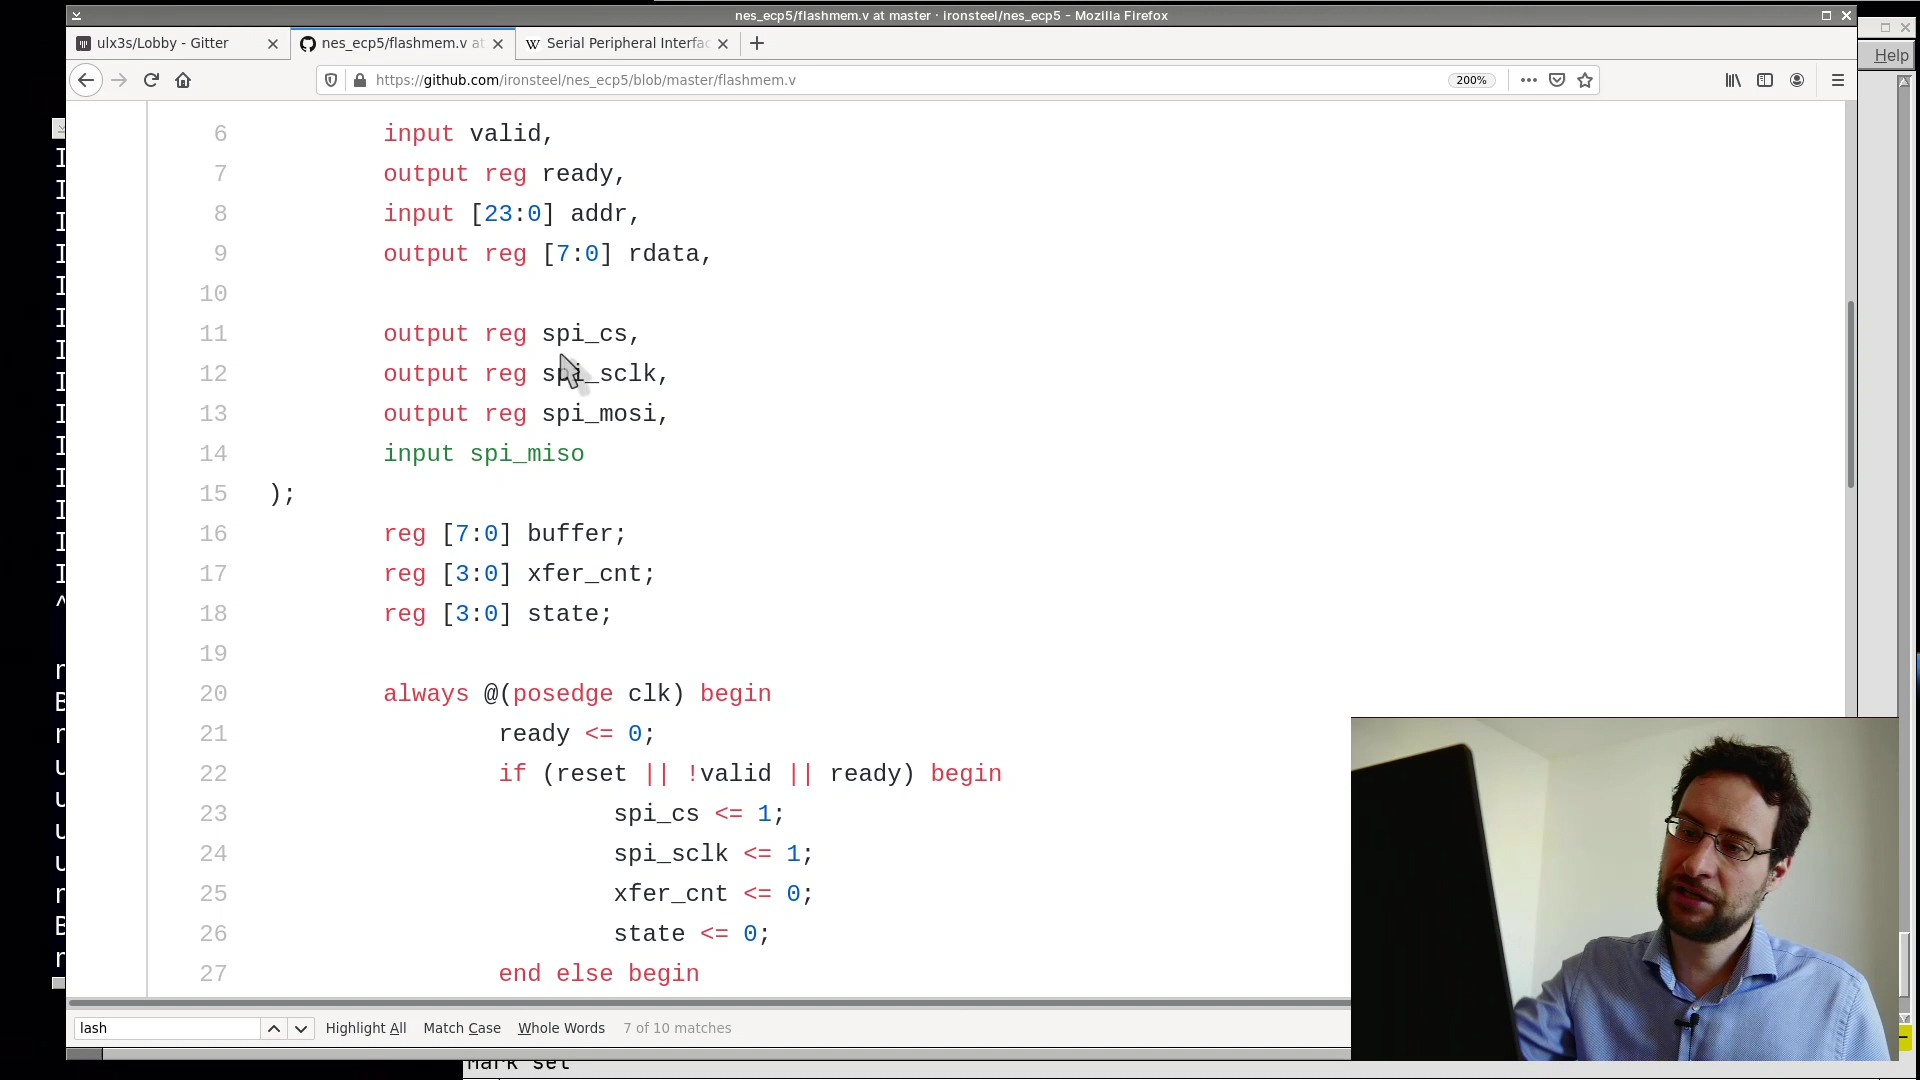 nes_ecp5/flashmem.v at master · ironsteel/nes_ecp5 - Mozilla Firefox
ulx3s/Lobby - Gitter
nes_ecp5/flashmem.v at
Serial Peripheral Interfac
Help
https://github.com/ironsteel/nes_ecp5/blob/master/flashmem.v
200%
6 input valid,
7 output reg ready,
8 input [23:0] addr,
9 output reg [7:0] rdata,
10
11 output reg spi_cs,
12 output reg spi_sclk,
13 output reg spi_mosi,
14 input spi_miso
15 );
16 reg [7:0] buffer;
17 reg [3:0] xfer_cnt;
18 reg [3:0] state;
19
20 always @(posedge clk) begin
21 ready <= 0;
22 if (reset || !valid || ready) begin
23 spi_cs <= 1;
24 spi_sclk <= 1;
25 xfer_cnt <= 0;
26 state <= 0;
27 end else begin
lash
Highlight All
Match Case
Whole Words
7 of 10 matches
Mark set